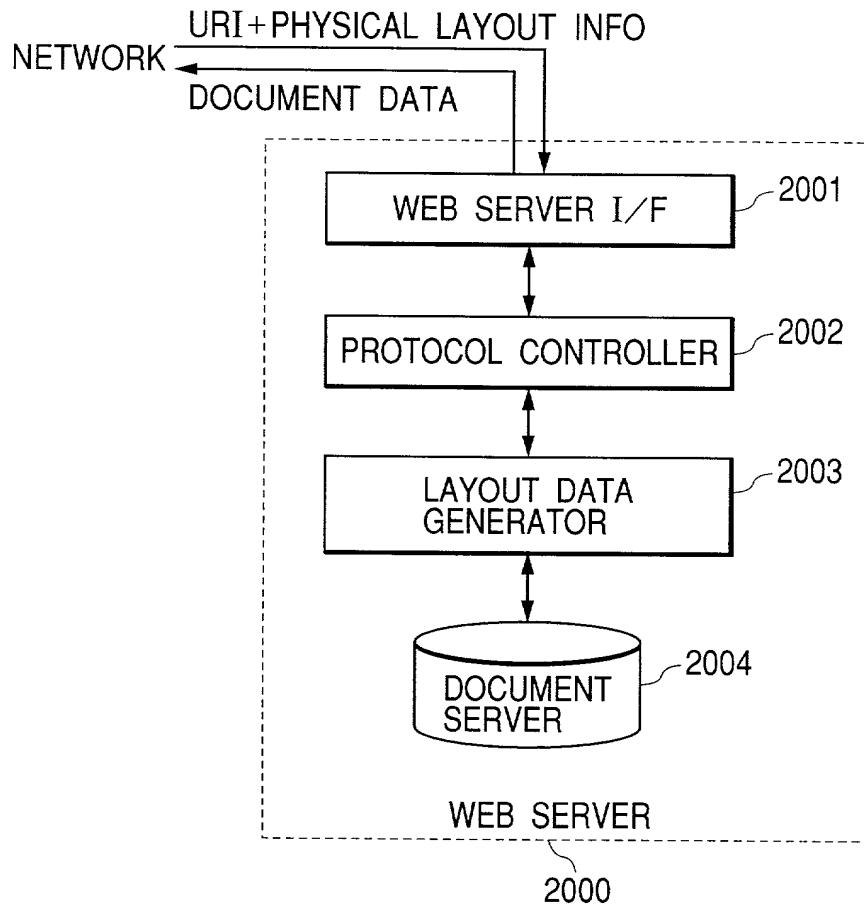 URI+PHYSICAL LAYOUT INFO
NETWORK
DOCUMENT DATA
WEB SERVER I/F
2001
PROTOCOL CONTROLLER
2002
LAYOUT DATA
GENERATOR
2003
DOCUMENT
SERVER
2004
WEB SERVER
2000